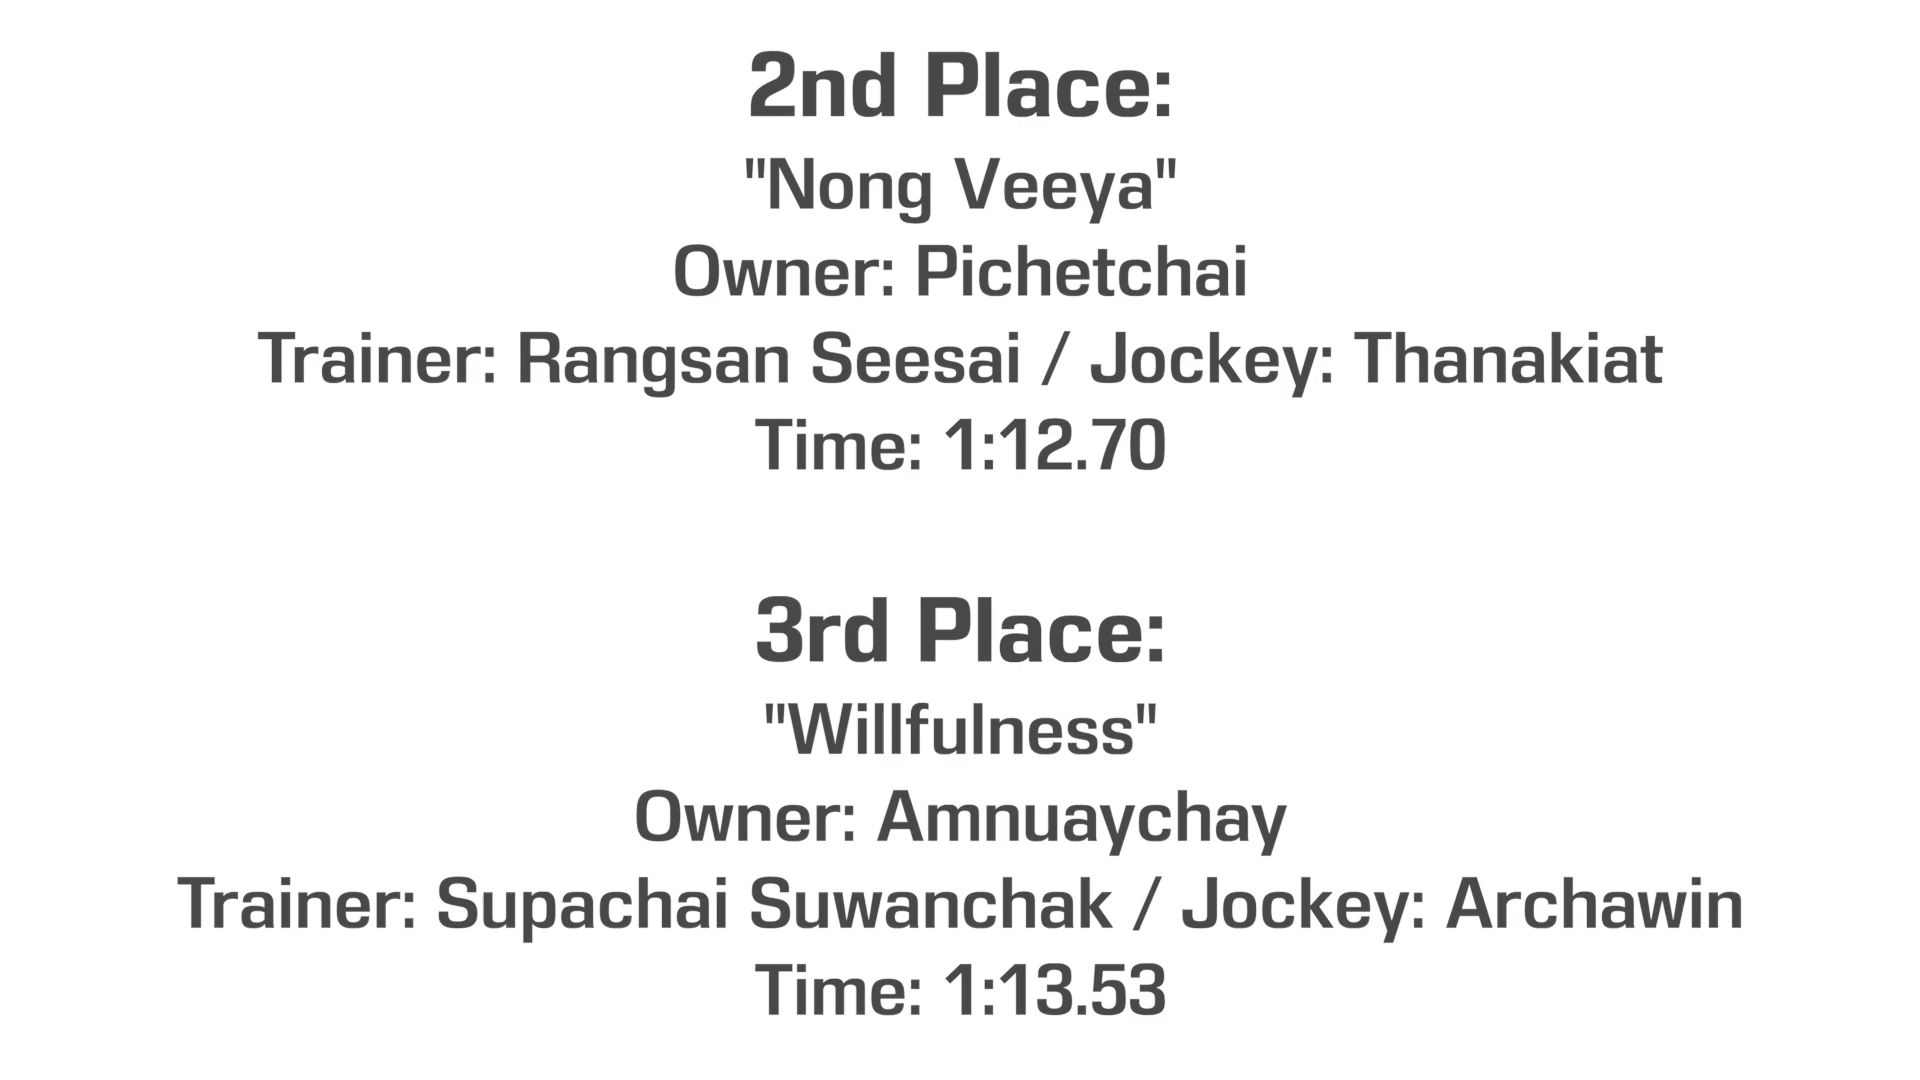 2nd Place:
"Nong Veeya"
Owner: Pichetchai
Trainer: Rangsan Seesai / Jockey: Thanakiat
Time: 1:12.70
3rd Place:
"Willfulness"
Owner: Amnuaychay
Trainer: Supachai Suwanchak / Jockey: Archawin
Time: 1:13.53